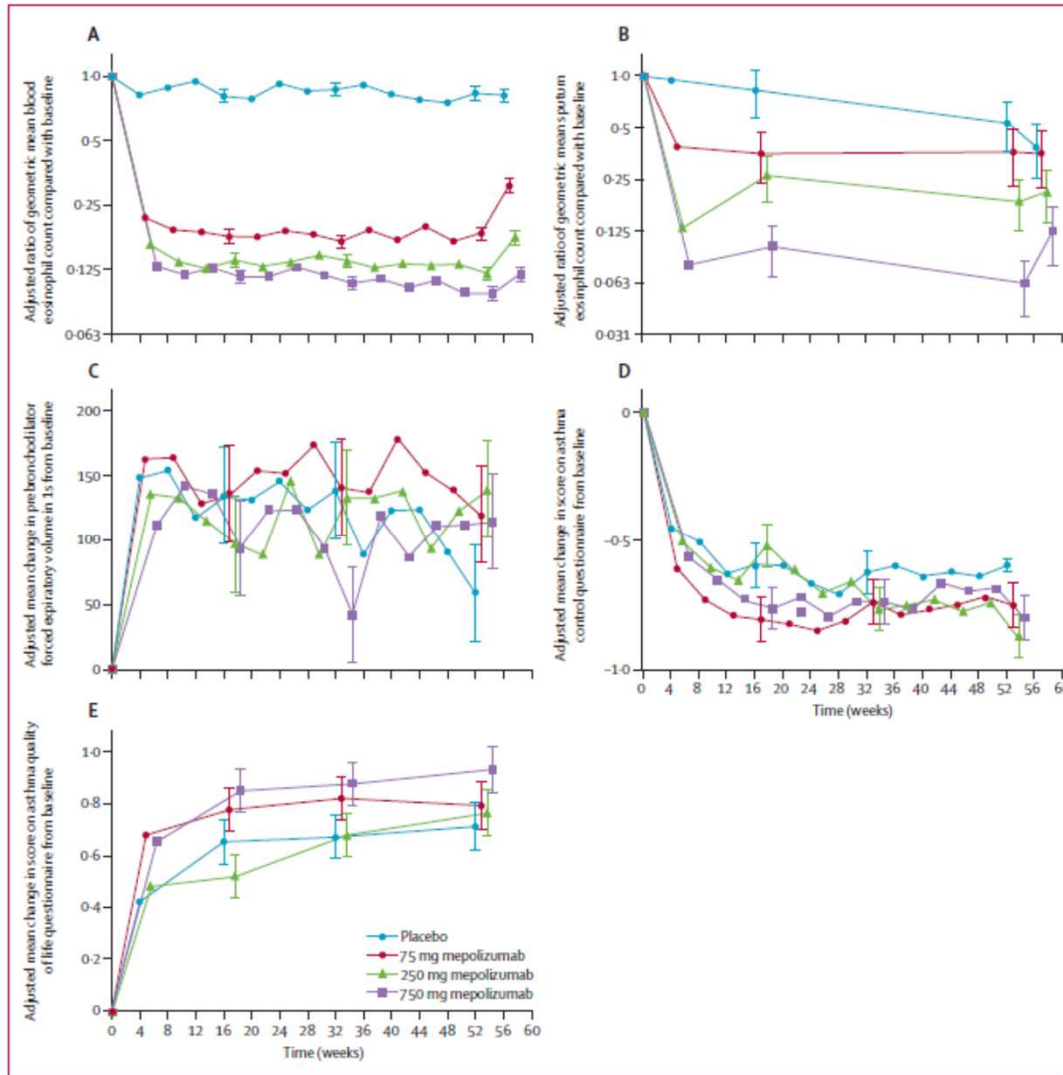 A
Adjusted ratio of geometric mean blood
eosinophil count compared with baseline
1·0
0·5
0·25
0·125
0·063
B
Adjusted ratio of geometric mean sputum
eosinphil count compared with baseline
1·0
0·5
0·25
0·125
0·063
0·031
C
Adjusted mean change in prebronchodilator
forced expiratory volume in 1s from baseline
200
150
100
50
0
D
Adjusted mean change in score on asthma
control questionnaire from baseline
0
–0·5
–1·0
0 4 8 12 16 20 24 28 32 36 40 44 48 52 56 60
Time (weeks)
E
Adjusted mean change in score on asthma quality
of life questionnaire from baseline
1·0
0·8
0·6
0·4
0·2
0
Placebo
75 mg mepolizumab
250 mg mepolizumab
750 mg mepolizumab
0 4 8 12 16 20 24 28 32 36 40 44 48 52 56 60
Time (weeks)